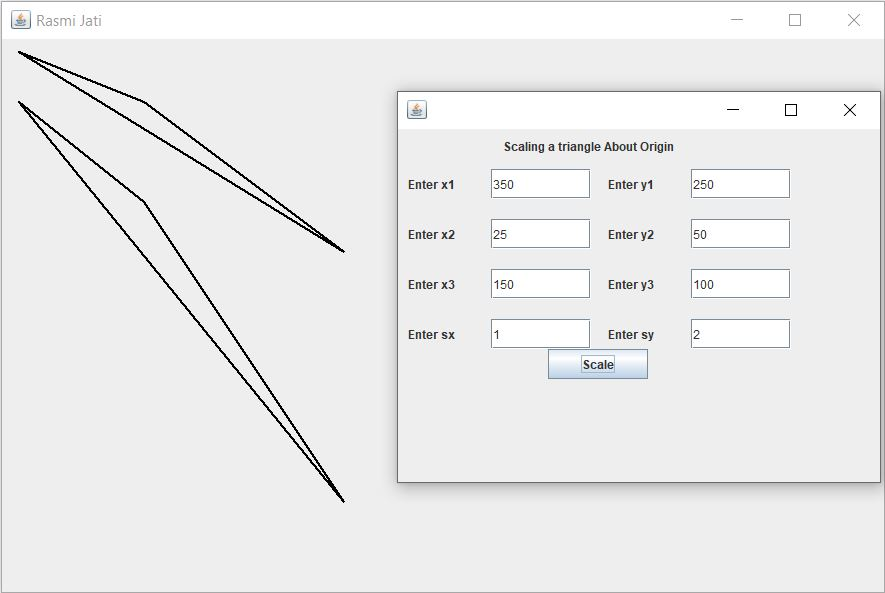 Rasmi Jati
Scaling a triangle About Origin
Enter x1 350 Enter y1 250
Enter x2 25 Enter y2 50
Enter x3 150 Enter y3 100
Enter sx 1 Enter sy 2
Scale